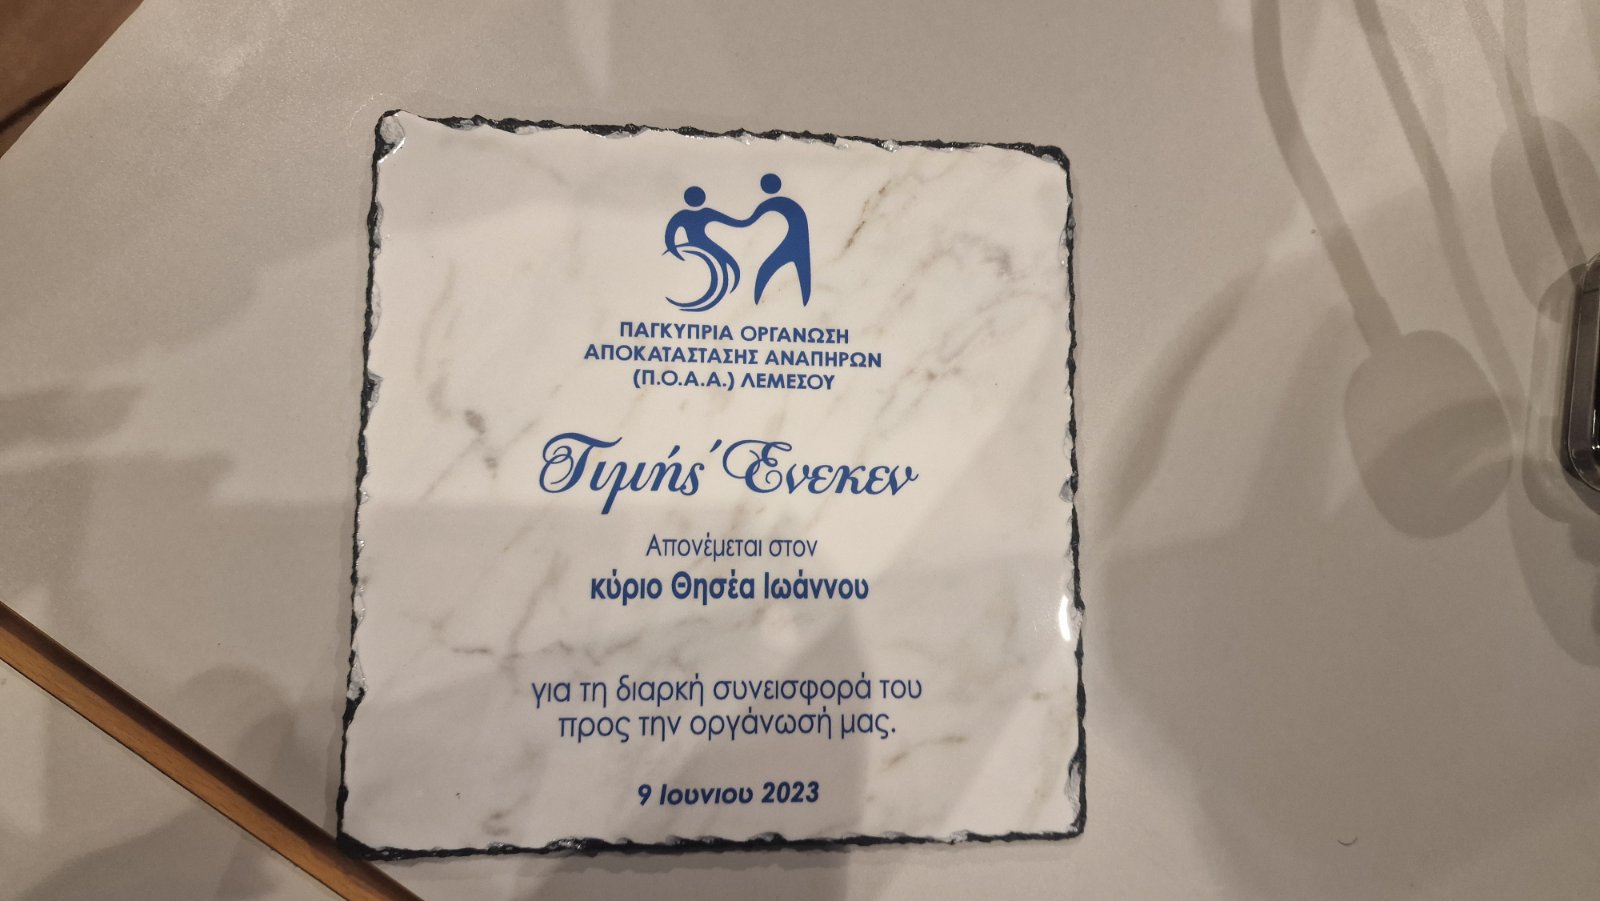 ΠΑΓΚΥΠΡΙΑ ΟΡΓΑΝΩΣΗ
ΑΠΟΚΑΤΑΣΤΑΣΗΣ ΑΝΑΠΗΡΩΝ
(Π.Ο.Α.Α.) ΛΕΜΕΣΟΥ
Τιμής Ένεκεν
Απονέμεται στον
κύριο Θησέα Ιωάννου
για τη διαρκή συνεισφορά του
προς την οργάνωσή μας.
9 Ιουνιου 2023